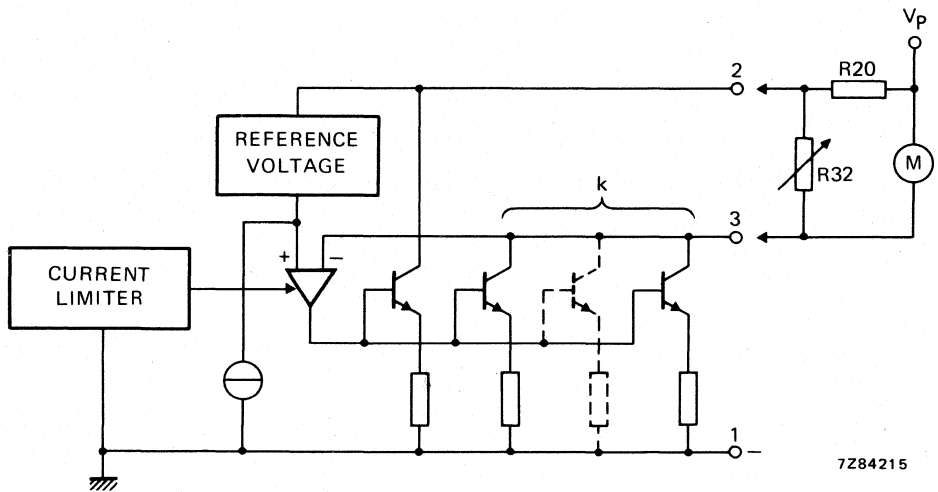 Vp
2
R20
REFERENCE
VOLTAGE
R32
M
k
3
+
−
CURRENT
LIMITER
1
−
7Z84215